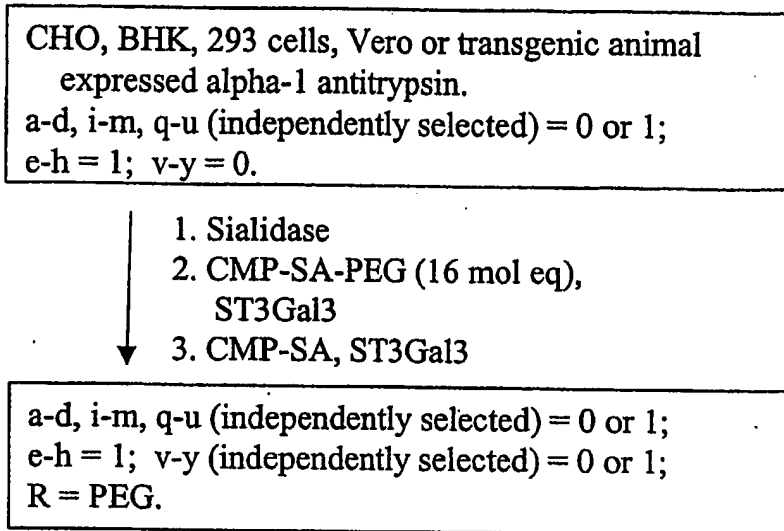 CHO, BHK, 293 cells, Vero or transgenic animal
expressed alpha-1 antitrypsin.
a-d, i-m, q-u (independently selected) = 0 or 1;
e-h = 1; v-y = 0.
1. Sialidase
2. CMP-SA-PEG (16 mol eq),
ST3Gal3
3. CMP-SA, ST3Gal3
a-d, i-m, q-u (independently selected) = 0 or 1;
e-h = 1; v-y (independently selected) = 0 or 1;
R = PEG.